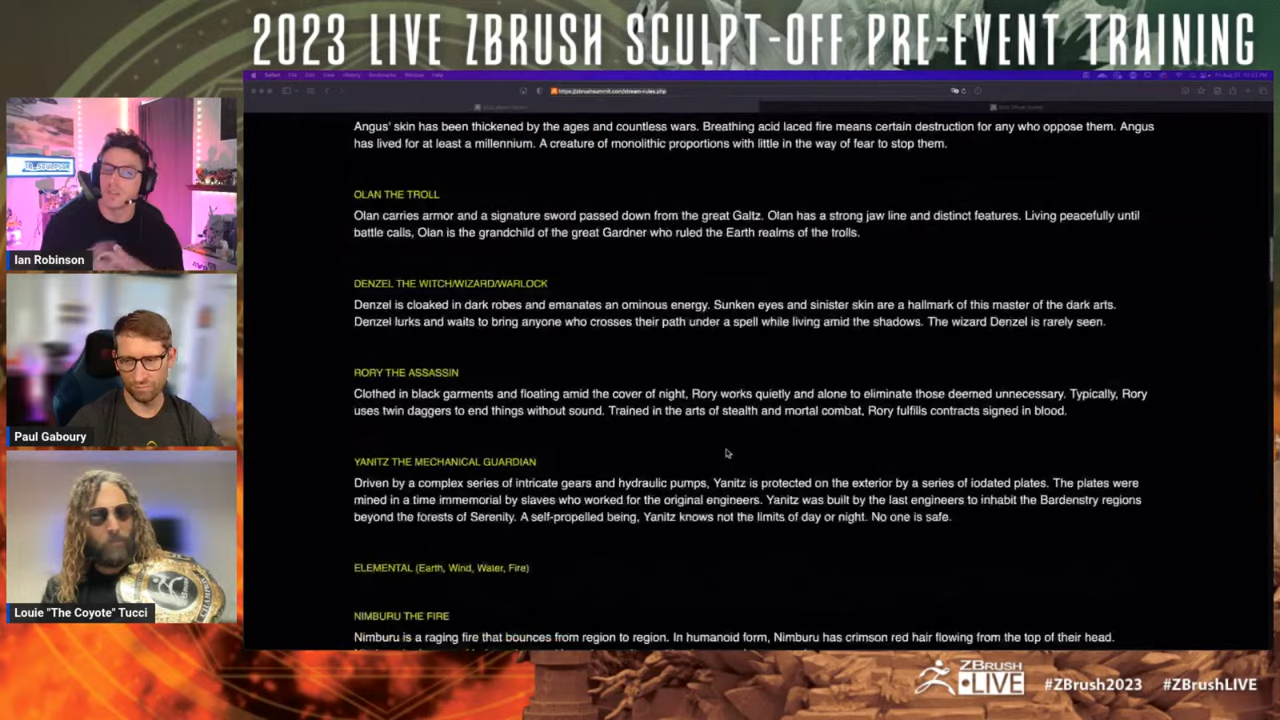 2023 LIVE ZBRUSH SCULPT-OFF PRE-EVENT TRAINING
Safari File Edit View History Bookmarks Window Help
https://zbrushsummit.com/stream-rules.php
Angus' skin has been thickened by the ages and countless wars. Breathing acid laced fire means certain destruction for any who oppose them. Angus
has lived for at least a millennium. A creature of monolithic proportions with little in the way of fear to stop them.
OLAN THE TROLL
Olan carries armor and a signature sword passed down from the great Galtz. Olan has a strong jaw line and distinct features. Living peacefully until
battle calls, Olan is the grandchild of the great Gardner who ruled the Earth realms of the trolls.
Ian Robinson
DENZEL THE WITCH/WIZARD/WARLOCK
Denzel is cloaked in dark robes and emanates an ominous energy. Sunken eyes and sinister skin are a hallmark of this master of the dark arts.
Denzel lurks and waits to bring anyone who crosses their path under a spell while living amid the shadows. The wizard Denzel is rarely seen.
RORY THE ASSASSIN
Clothed in black garments and floating amid the cover of night, Rory works quietly and alone to eliminate those deemed unnecessary. Typically, Rory
uses twin daggers to end things without sound. Trained in the arts of stealth and mortal combat, Rory fulfills contracts signed in blood.
Paul Gaboury
YANITZ THE MECHANICAL GUARDIAN
Driven by a complex series of intricate gears and hydraulic pumps, Yanitz is protected on the exterior by a series of iodated plates. The plates were
mined in a time immemorial by slaves who worked for the original engineers. Yanitz was built by the last engineers to inhabit the Bardenstry regions
beyond the forests of Serenity. A self-propelled being, Yanitz knows not the limits of day or night. No one is safe.
ELEMENTAL (Earth, Wind, Water, Fire)
Louie "The Coyote" Tucci
NIMBURU THE FIRE
Nimburu is a raging fire that bounces from region to region. In humanoid form, Nimburu has crimson red hair flowing from the top of their head.
ZBRUSH
LIVE
#ZBrush2023 #ZBrushLIVE